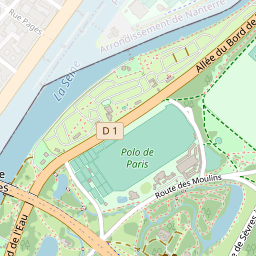 Rue Pagès
Arrondissement de Nanterre
La Seine
Allée du Bord de
D 1
Polo de
Paris
Route des Moulins
d de l'Eau
de Sèvres